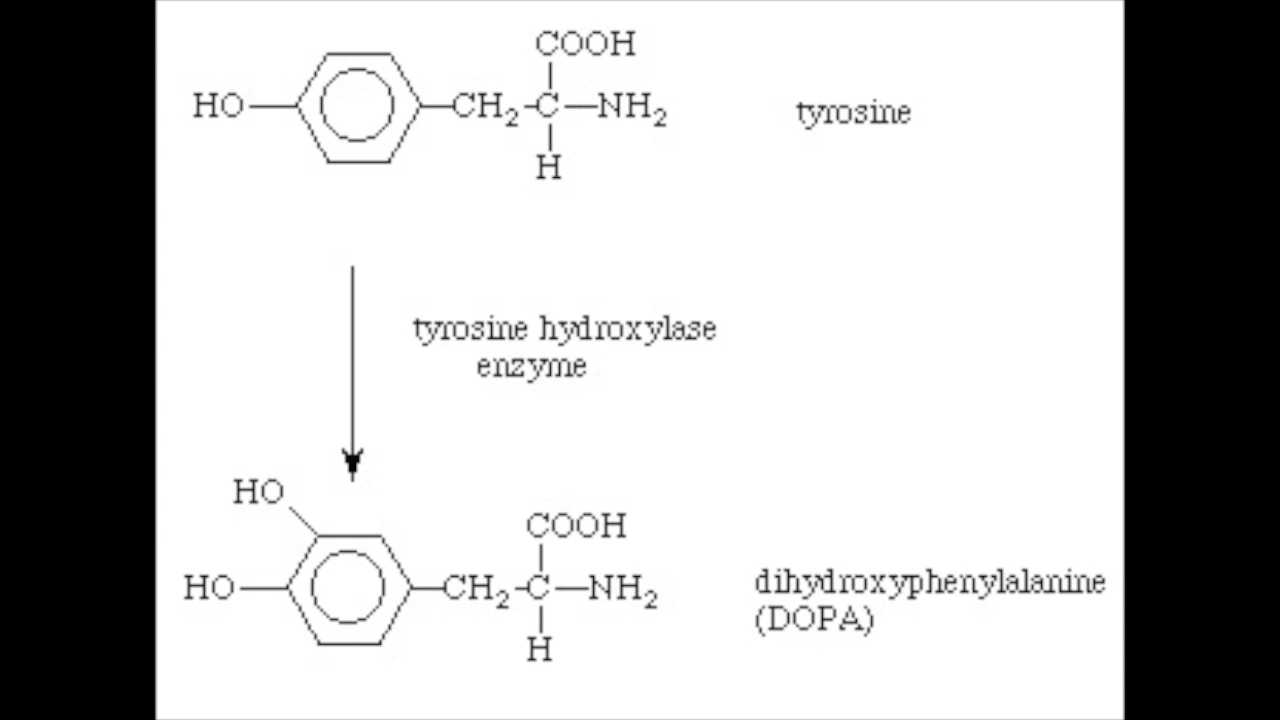 COOH
HO
CH2
C
NH2
tyrosine
H
tyrosine hydroxylase
enzyme
HO
COOH
HO
CH2
C
NH2
dihydroxyphenylalanine
(DOPA)
H